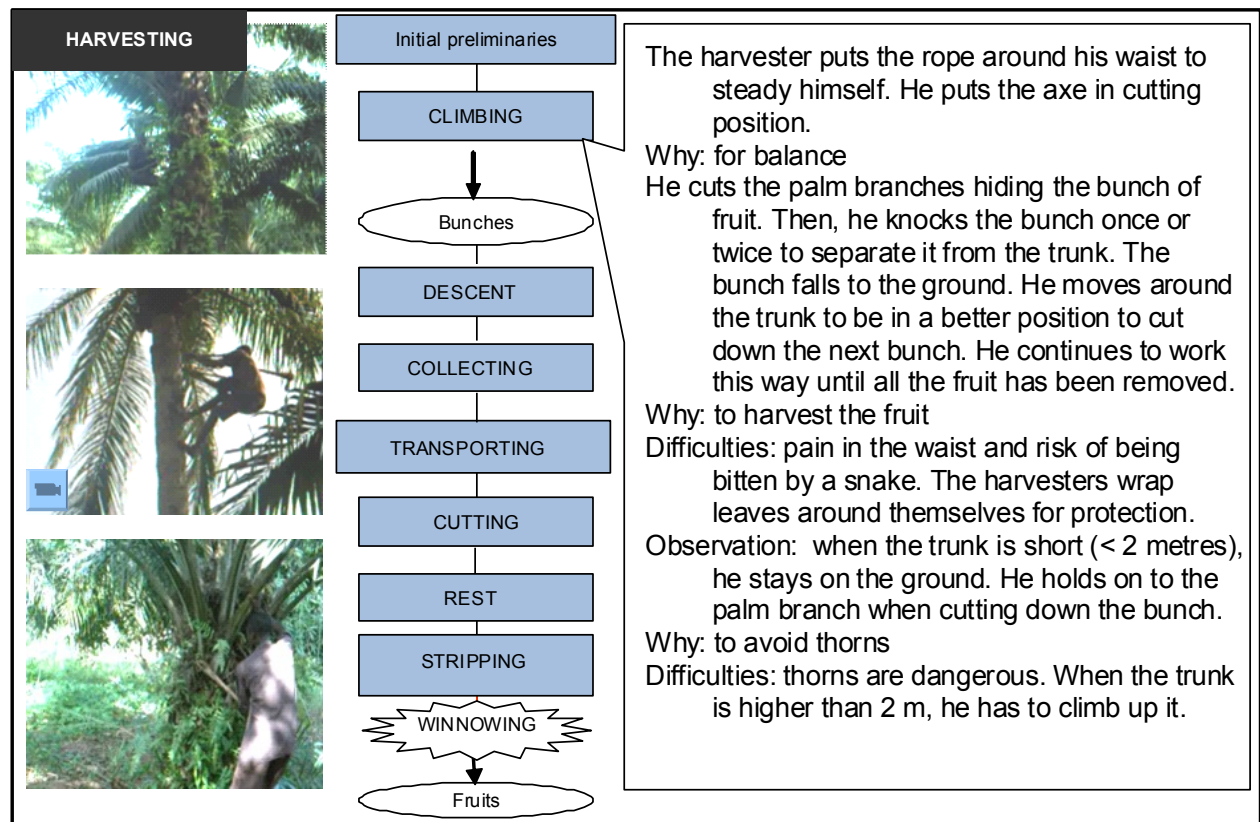 HARVESTING
Initial preliminaries
CLIMBING
Bunches
DESCENT
COLLECTING
TRANSPORTING
CUTTING
REST
STRIPPING
WINNOWING
Fruits
The harvester puts the rope around his waist to
steady himself. He puts the axe in cutting
position.
Why: for balance
He cuts the palm branches hiding the bunch of
fruit. Then, he knocks the bunch once or
twice to separate it from the trunk. The
bunch falls to the ground. He moves around
the trunk to be in a better position to cut
down the next bunch. He continues to work
this way until all the fruit has been removed.
Why: to harvest the fruit
Difficulties: pain in the waist and risk of being
bitten by a snake. The harvesters wrap
leaves around themselves for protection.
Observation: when the trunk is short (< 2 metres),
he stays on the ground. He holds on to the
palm branch when cutting down the bunch.
Why: to avoid thorns
Difficulties: thorns are dangerous. When the trunk
is higher than 2 m, he has to climb up it.